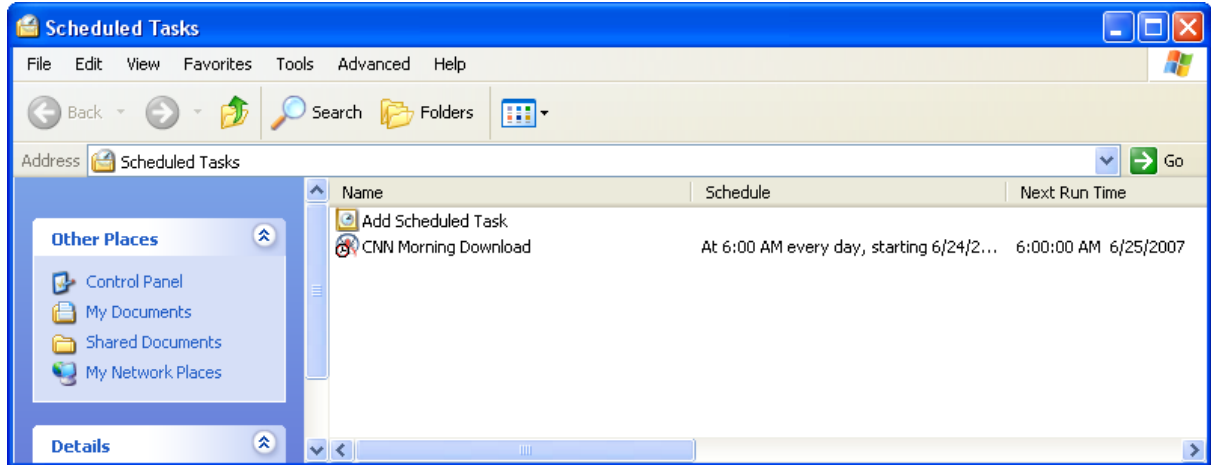 Scheduled Tasks
File Edit View Favorites Tools Advanced Help
Back Search Folders
Address Scheduled Tasks Go
Name Schedule Next Run Time
Add Scheduled Task
CNN Morning Download At 6:00 AM every day, starting 6/24/2... 6:00:00 AM 6/25/2007
Other Places
Control Panel
My Documents
Shared Documents
My Network Places
Details